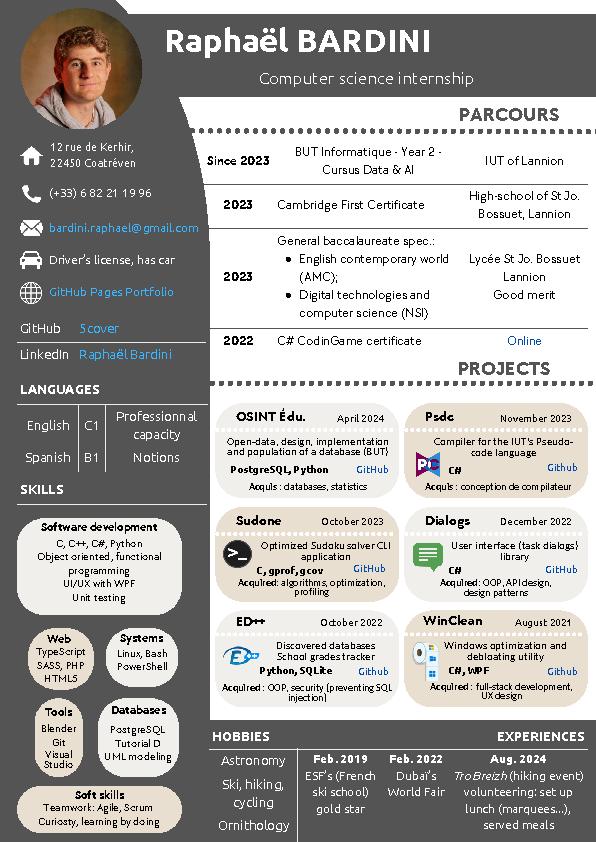 Raphaël BARDINI
Computer science internship
12 rue de Kerhir,
22450 Coatréven
(+33) 6 82 21 19 96
bardini.raphael@gmail.com
Driver's license, has car
GitHub Pages Portfolio
GitHub 5cover
LinkedIn Raphaël Bardini
LANGUAGES
English C1 Professionnal
capacity
Spanish B1 Notions
SKILLS
Software development
C, C++, C#, Python
Object oriented, functional
programming
UI/UX with WPF
Unit testing
Web
TypeScript
SASS, PHP
HTML5
Systems
Linux, Bash
PowerShell
Tools
Blender
Git
Visual
Studio
Databases
PostgreSQL
Tutorial D
UML modeling
Soft skills
Teamwork: Agile, Scrum
Curiosty, learning by doing
PARCOURS
Since 2023 BUT Informatique - Year 2 -
Cursus Data & AI
IUT of Lannion
2023 Cambridge First Certificate
High-school of St Jo.
Bossuet, Lannion
2023
General baccalaureate spec.:
● English contemporary world
(AMC);
● Digital technologies and
computer science (NSI)
Lycée St Jo. Bossuet
Lannion
Good merit
2022 C# CodinGame certificate Online
PROJECTS
OSINT Édu. April 2024
Open-data, design, implementation
and population of a database (BUT)
PostgreSQL, Python GitHub
Acquis : databases, statistics
Psdc November 2023
Compiler for the IUT's Pseudo-
code language
PC
C# Github
Acquis : conception de compilateur
Sudone October 2023
Optimized Sudoku solver CLI
application
>_
C, gprof, gcov GitHub
Acquired: algorithms, optimization,
profiling
Dialogs December 2022
User interface (task dialogs)
library
C# GitHub
Acquired: OOP, API design,
design patterns
ED++ October 2022
Discovered databases
School grades tracker
Python, SQLite Github
Acquired : OOP, security (preventing SQL
injection)
WinClean August 2021
Windows optimization and
debloating utility
C#, WPF Github
Acquired : full-stack development,
UX design
HOBBIES
Astronomy
Ski, hiking,
cycling
Ornithology
EXPERIENCES
Feb. 2019
ESF's (French
ski school)
gold star
Feb. 2022
Dubaï's
World Fair
Aug. 2024
Tro Breizh (hiking event)
volunteering: set up
lunch (marquees...),
served meals